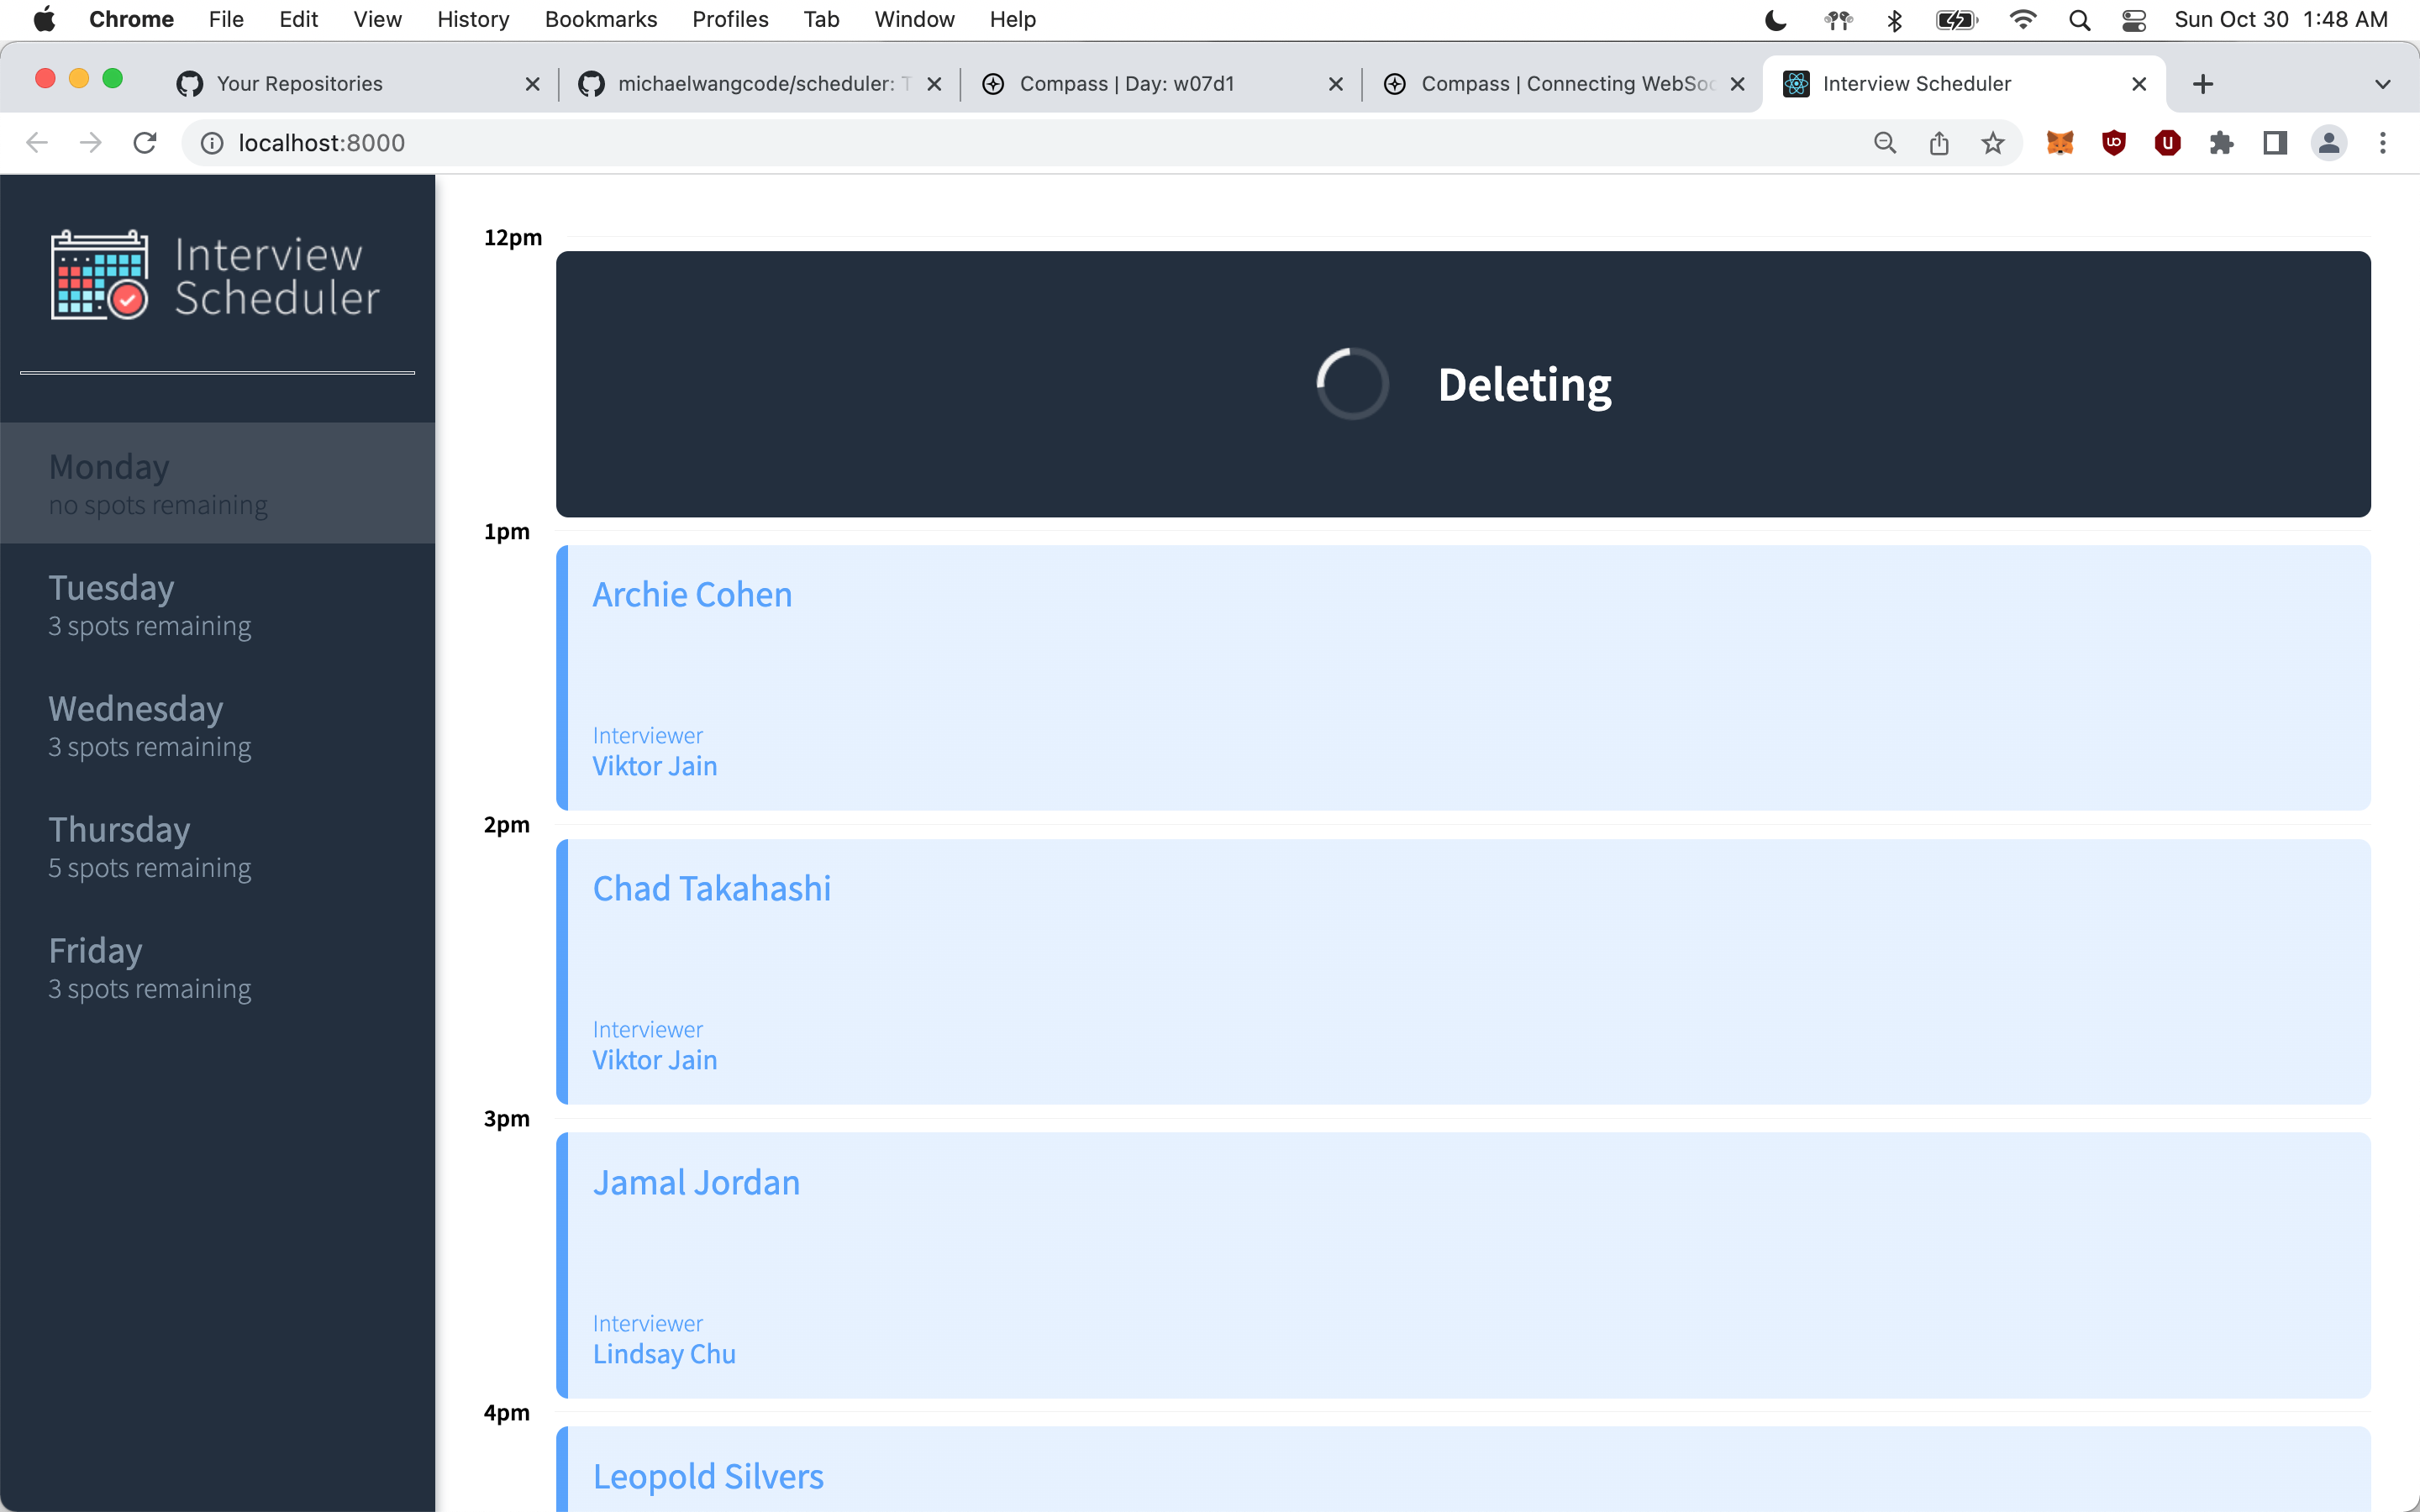 Chrome File Edit View History Bookmarks Profiles Tab Window Help Sun Oct 30 1:48 AM
Your Repositories michaelwangcode/scheduler: T Compass | Day: w07d1 Compass | Connecting WebSoc Interview Scheduler
localhost:8000
Interview
Scheduler
Monday
no spots remaining
Tuesday
3 spots remaining
Wednesday
3 spots remaining
Thursday
5 spots remaining
Friday
3 spots remaining
12pm
Deleting
1pm
Archie Cohen
Interviewer
Viktor Jain
2pm
Chad Takahashi
Interviewer
Viktor Jain
3pm
Jamal Jordan
Interviewer
Lindsay Chu
4pm
Leopold Silvers